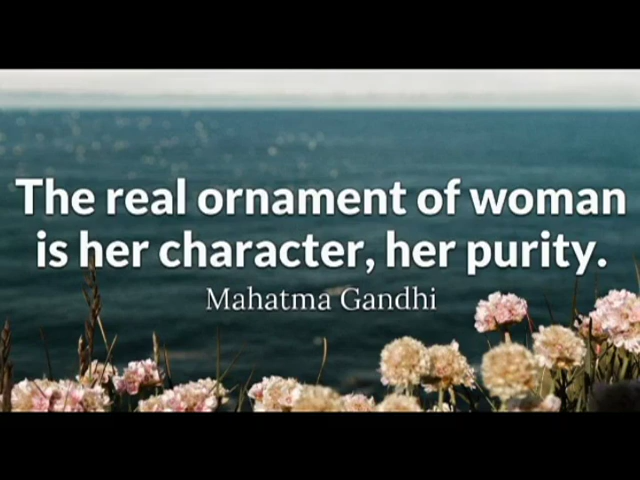 The real ornament of woman
is her character, her purity.
Mahatma Gandhi